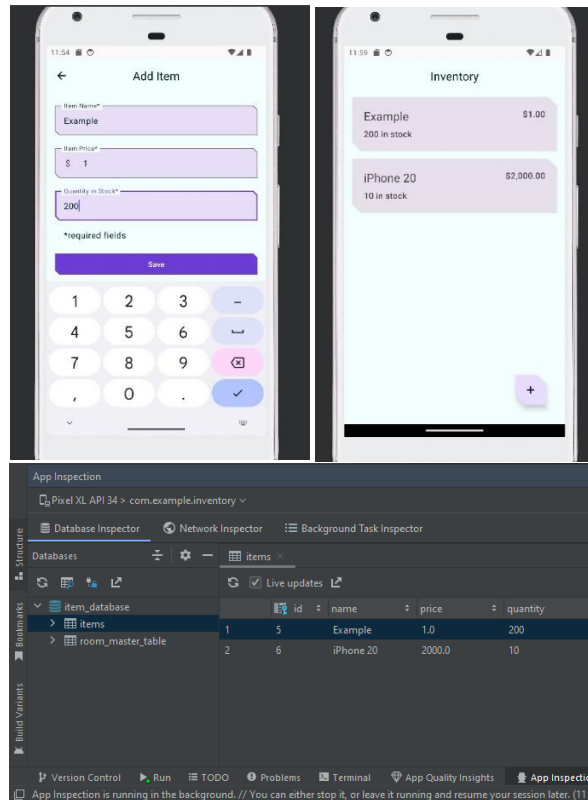 11:54
Add Item
Item Name*
Example
Item Price*
$ 1
Quantity in Stock*
200
*required fields
Save
1 2 3 –
4 5 6
7 8 9
, 0 .
11:59
Inventory
Example $1.00
200 in stock
iPhone 20 $2,000.00
10 in stock
+
App Inspection
Pixel XL API 34 > com.example.inventory
Database Inspector Network Inspector Background Task Inspector
Databases items
Live updates
item_database id name price quantity
items 1 5 Example 1.0 200
room_master_table 2 6 iPhone 20 2000.0 10
Structure
Bookmarks
Build Variants
Version Control Run TODO Problems Terminal App Quality Insights App Inspectio
App Inspection is running in the background. // You can either stop it, or leave it running and resume your session later. (11